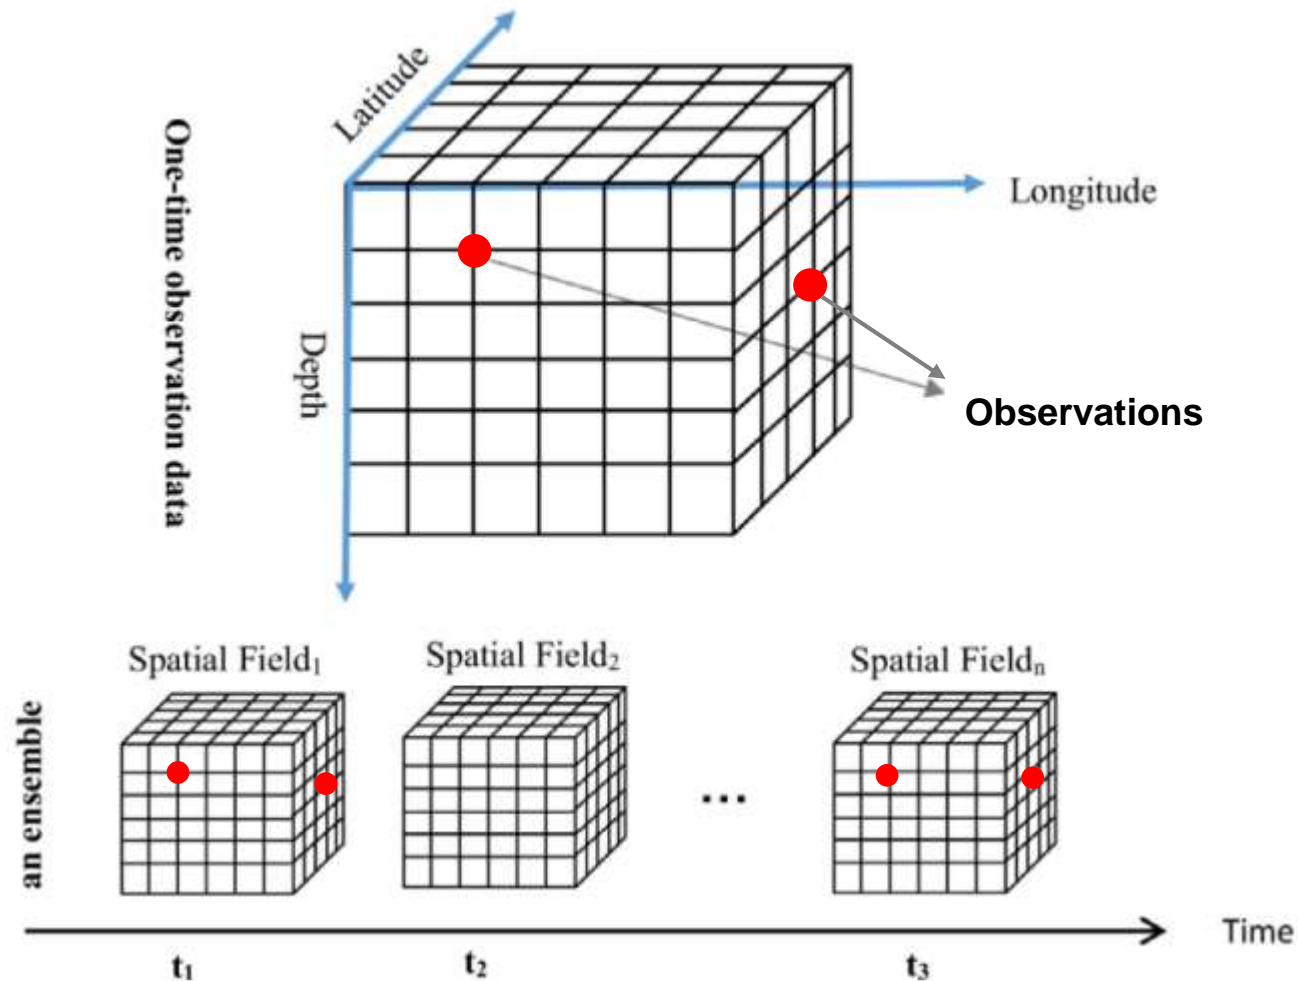 Latitude
One-time observation data
Longitude
Depth
Observations
Spatial Field₁
Spatial Field₂
Spatial Fieldₙ
an ensemble
...
Time
t₁
t₂
t₃